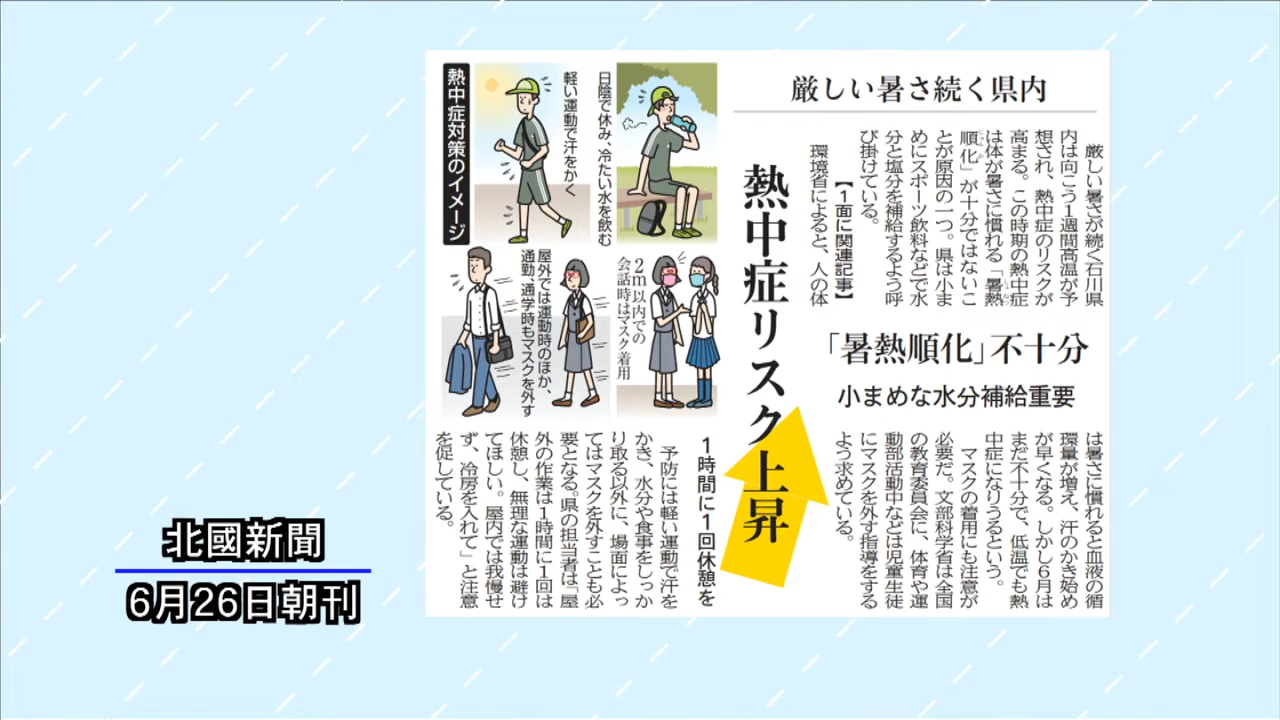 厳しい暑さ続く県内
熱中症リスク上昇
「暑熱順化」不十分
小まめな水分補給重要
厳しい暑さが続く石川県
内は向こう1週間高温が予
想され、熱中症のリスクが
高まる。この時期の熱中症
は体が暑さに慣れる「暑熱
順化」が十分ではないこ
とが原因の一つ。県は小ま
めにスポーツ飲料などで水
分と塩分を補給するよう呼
び掛けている。
【1面に関連記事】
環境省によると、人の体
は暑さに慣れると血液の循
環量が増え、汗のかき始め
が早くなる。しかし6月は
まだ不十分で、低温でも熱
中症になりうるという。
マスクの着用にも注意が
必要だ。文部科学省は全国
の教育委員会に、体育や運
動部活動中などは児童生徒
にマスクを外す指導をする
よう求めている。
1時間に1回休憩を
予防には軽い運動で汗を
かき、水分や食事をしっか
り取る以外に、場面によっ
てはマスクを外すことも必
要となる。県の担当者は「屋
外の作業は1時間に1回は
休憩し、無理な運動は避け
てほしい。屋内では我慢せ
ず、冷房を入れて」と注意
を促している。
熱中症対策のイメージ
日陰で休み、冷たい水を飲む
軽い運動で汗をかく
2m以内での
会話時はマスク着用
屋外では運動時のほか、
通勤、通学時もマスクを外す
北國新聞
6月26日朝刊